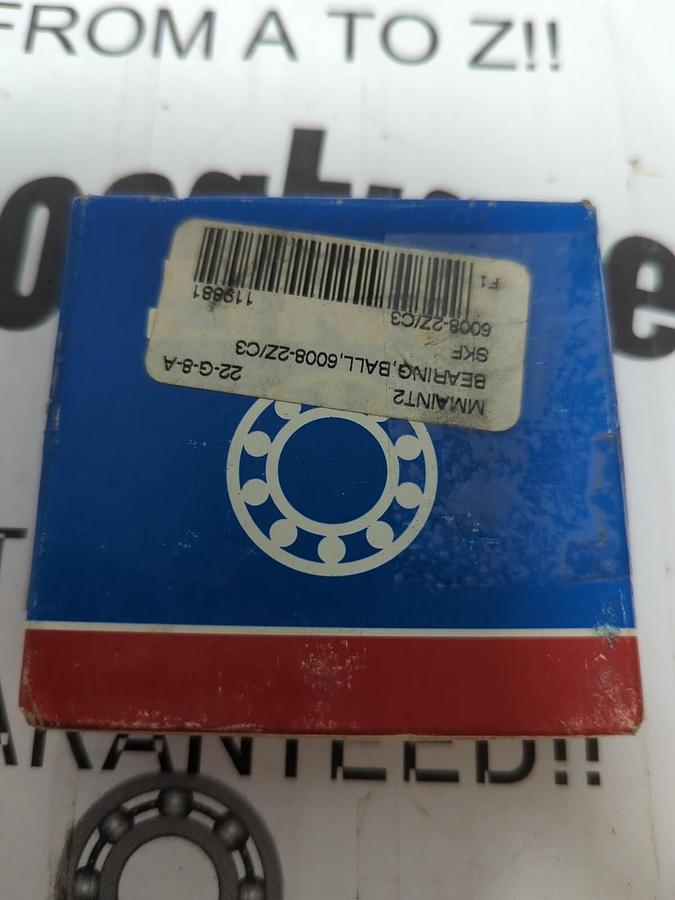 FROM A TO Z!!
MMAINT2
BEARING,BALL,6008-2Z/C3 22-G-8-A
SKF
6008-2Z/C3
119881
F1